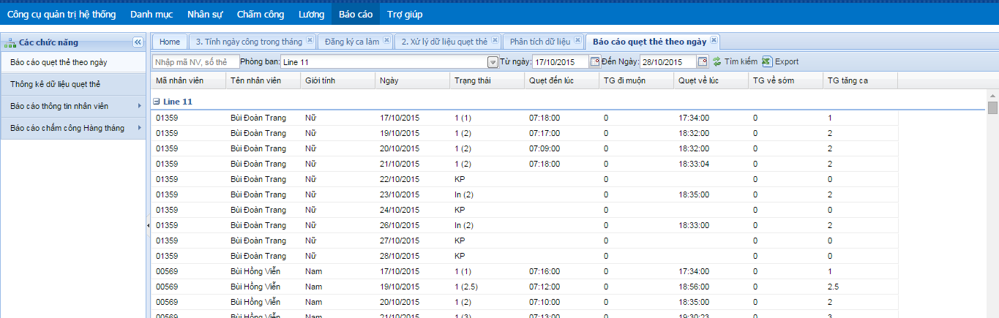 Công cụ quản trị hệ thống Danh mục Nhân sự Chấm công Lương Báo cáo Trợ giúp
Các chức năng
Home 3. Tính ngày công trong tháng Đăng ký ca làm 2. Xử lý dữ liệu quẹt thẻ Phân tích dữ liệu Báo cáo quẹt thẻ theo ngày
Báo cáo quẹt thẻ theo ngày
Thống kê dữ liệu quẹt thẻ
Báo cáo thông tin nhân viên
Báo cáo chấm công Hàng tháng
Nhập mã NV, số thẻ Phòng ban: Line 11 Từ ngày: 17/10/2015 Đến Ngày: 28/10/2015 Tìm kiếm Export
Mã nhân viên Tên nhân viên Giới tính Ngày Trạng thái Quẹt đến lúc TG đi muộn Quẹt về lúc TG về sớm TG tăng ca
Line 11
01359 Bùi Đoàn Trang Nữ 17/10/2015 1 (1) 07:18:00 0 17:34:00 0 1
01359 Bùi Đoàn Trang Nữ 19/10/2015 1 (2) 07:17:00 0 18:32:00 0 2
01359 Bùi Đoàn Trang Nữ 20/10/2015 1 (2) 07:09:00 0 18:32:00 0 2
01359 Bùi Đoàn Trang Nữ 21/10/2015 1 (2) 07:18:00 0 18:33:04 0 2
01359 Bùi Đoàn Trang Nữ 22/10/2015 KP 0 0 0
01359 Bùi Đoàn Trang Nữ 23/10/2015 In (2) 0 18:35:00 0 2
01359 Bùi Đoàn Trang Nữ 24/10/2015 KP 0 0 0
01359 Bùi Đoàn Trang Nữ 26/10/2015 In (2) 0 18:33:00 0 2
01359 Bùi Đoàn Trang Nữ 27/10/2015 KP 0 0 0
01359 Bùi Đoàn Trang Nữ 28/10/2015 KP 0 0 0
00569 Bùi Hồng Viễn Nam 17/10/2015 1 (1) 07:16:00 0 17:34:00 0 1
00569 Bùi Hồng Viễn Nam 19/10/2015 1 (2.5) 07:12:00 0 18:56:00 0 2.5
00569 Bùi Hồng Viễn Nam 20/10/2015 1 (2) 07:10:00 0 18:35:00 0 2
00569 Bùi Hồng Viễn Nam 21/10/2015 1 (3) 07:13:00 0 19:30:23 0 3